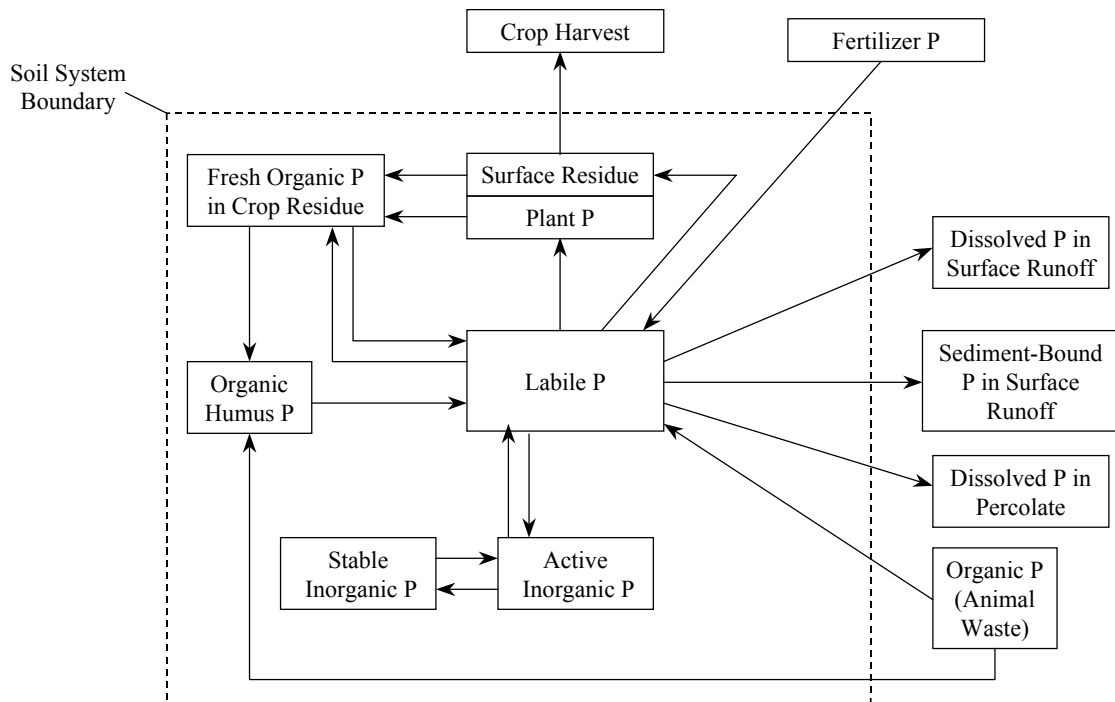 Crop Harvest
Fertilizer P
Soil System
Boundary
Fresh Organic P
in Crop Residue
Surface Residue
Plant P
Dissolved P in
Surface Runoff
Organic
Humus P
Labile P
Sediment-Bound
P in Surface
Runoff
Dissolved P in
Percolate
Stable
Inorganic P
Active
Inorganic P
Organic P
(Animal
Waste)